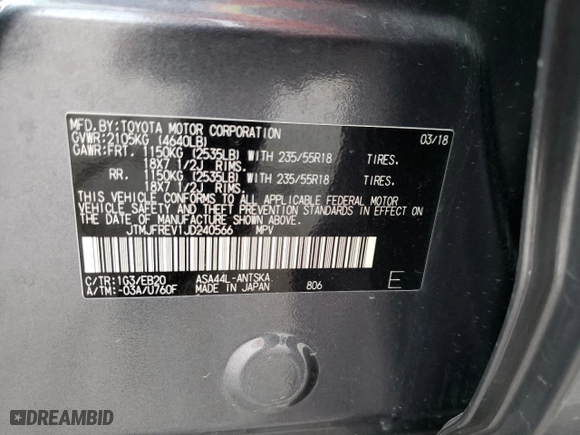 MFD.BY:TOYOTA MOTOR CORPORATION 03/18
GVWR:2105KG (4640LB)
GAWR:FRT. 1150KG (2535LB) WITH 235/55R18 TIRES.
18X7 1/2J RIMS.
RR. 1150KG (2535LB) WITH 235/55R18 TIRES.
18X7 1/2J RIMS.
THIS VEHICLE CONFORMS TO ALL APPLICABLE FEDERAL MOTOR
VEHICLE SAFETY AND THEFT PREVENTION STANDARDS IN EFFECT ON
THE DATE OF MANUFACTURE SHOWN ABOVE.
JTMJFREV1JD240566 MPV
C/TR:1G3/EB20 ASA44L-ANTSKA E
A/TM:-03A/U760F MADE IN JAPAN 806
DREAMBID